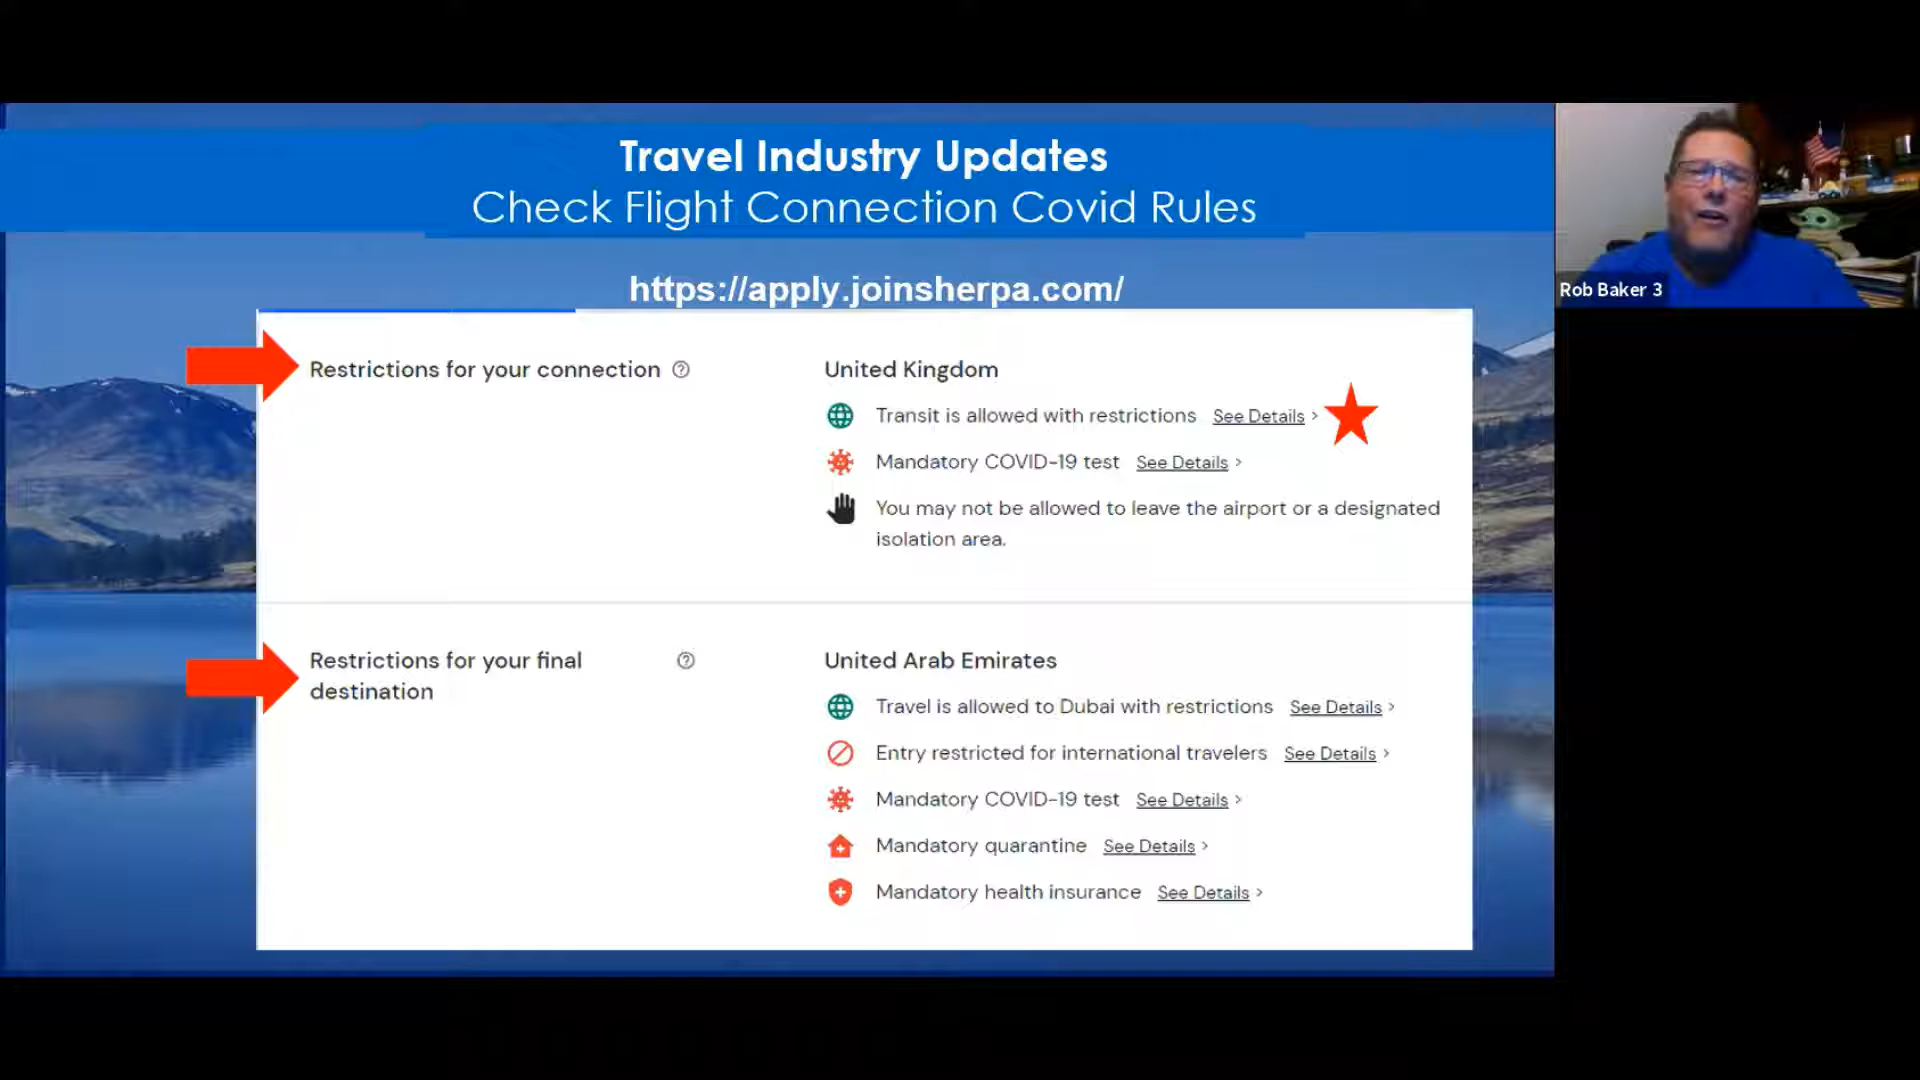 Travel Industry Updates
Check Flight Connection Covid Rules
https://apply.joinsherpa.com/
Rob Baker 3
Restrictions for your connection
United Kingdom
Transit is allowed with restrictions See Details >
Mandatory COVID-19 test See Details >
You may not be allowed to leave the airport or a designated
isolation area.
Restrictions for your final
destination
United Arab Emirates
Travel is allowed to Dubai with restrictions See Details >
Entry restricted for international travelers See Details >
Mandatory COVID-19 test See Details >
Mandatory quarantine See Details >
Mandatory health insurance See Details >